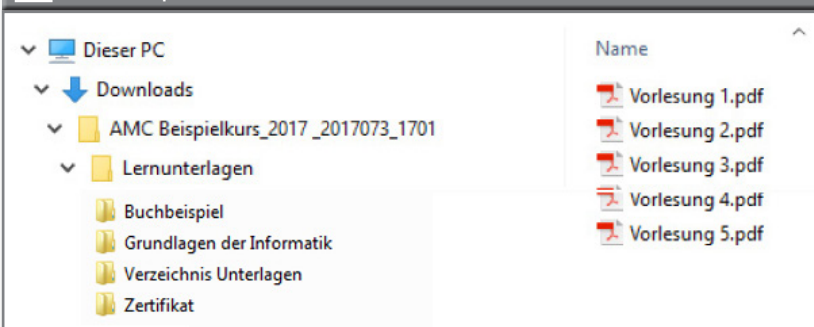 Dieser PC
Downloads
AMC Beispielkurs_2017 _2017073_1701
Lernunterlagen
Buchbeispiel
Grundlagen der Informatik
Verzeichnis Unterlagen
Zertifikat
Name
Vorlesung 1.pdf
Vorlesung 2.pdf
Vorlesung 3.pdf
Vorlesung 4.pdf
Vorlesung 5.pdf